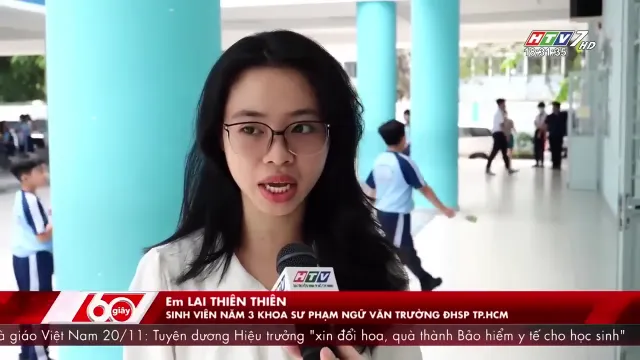 HTV7 HD
18:31:35
HTV
60 giây
Em LAI THIÊN THIÊN
SINH VIÊN NĂM 3 KHOA SƯ PHẠM NGỮ VĂN TRƯỜNG ĐHSP TP.HCM
giáo Việt Nam 20/11: Tuyên dương Hiệu trưởng "xin đổi hoa, quà thành Bảo hiểm y tế cho học sinh"